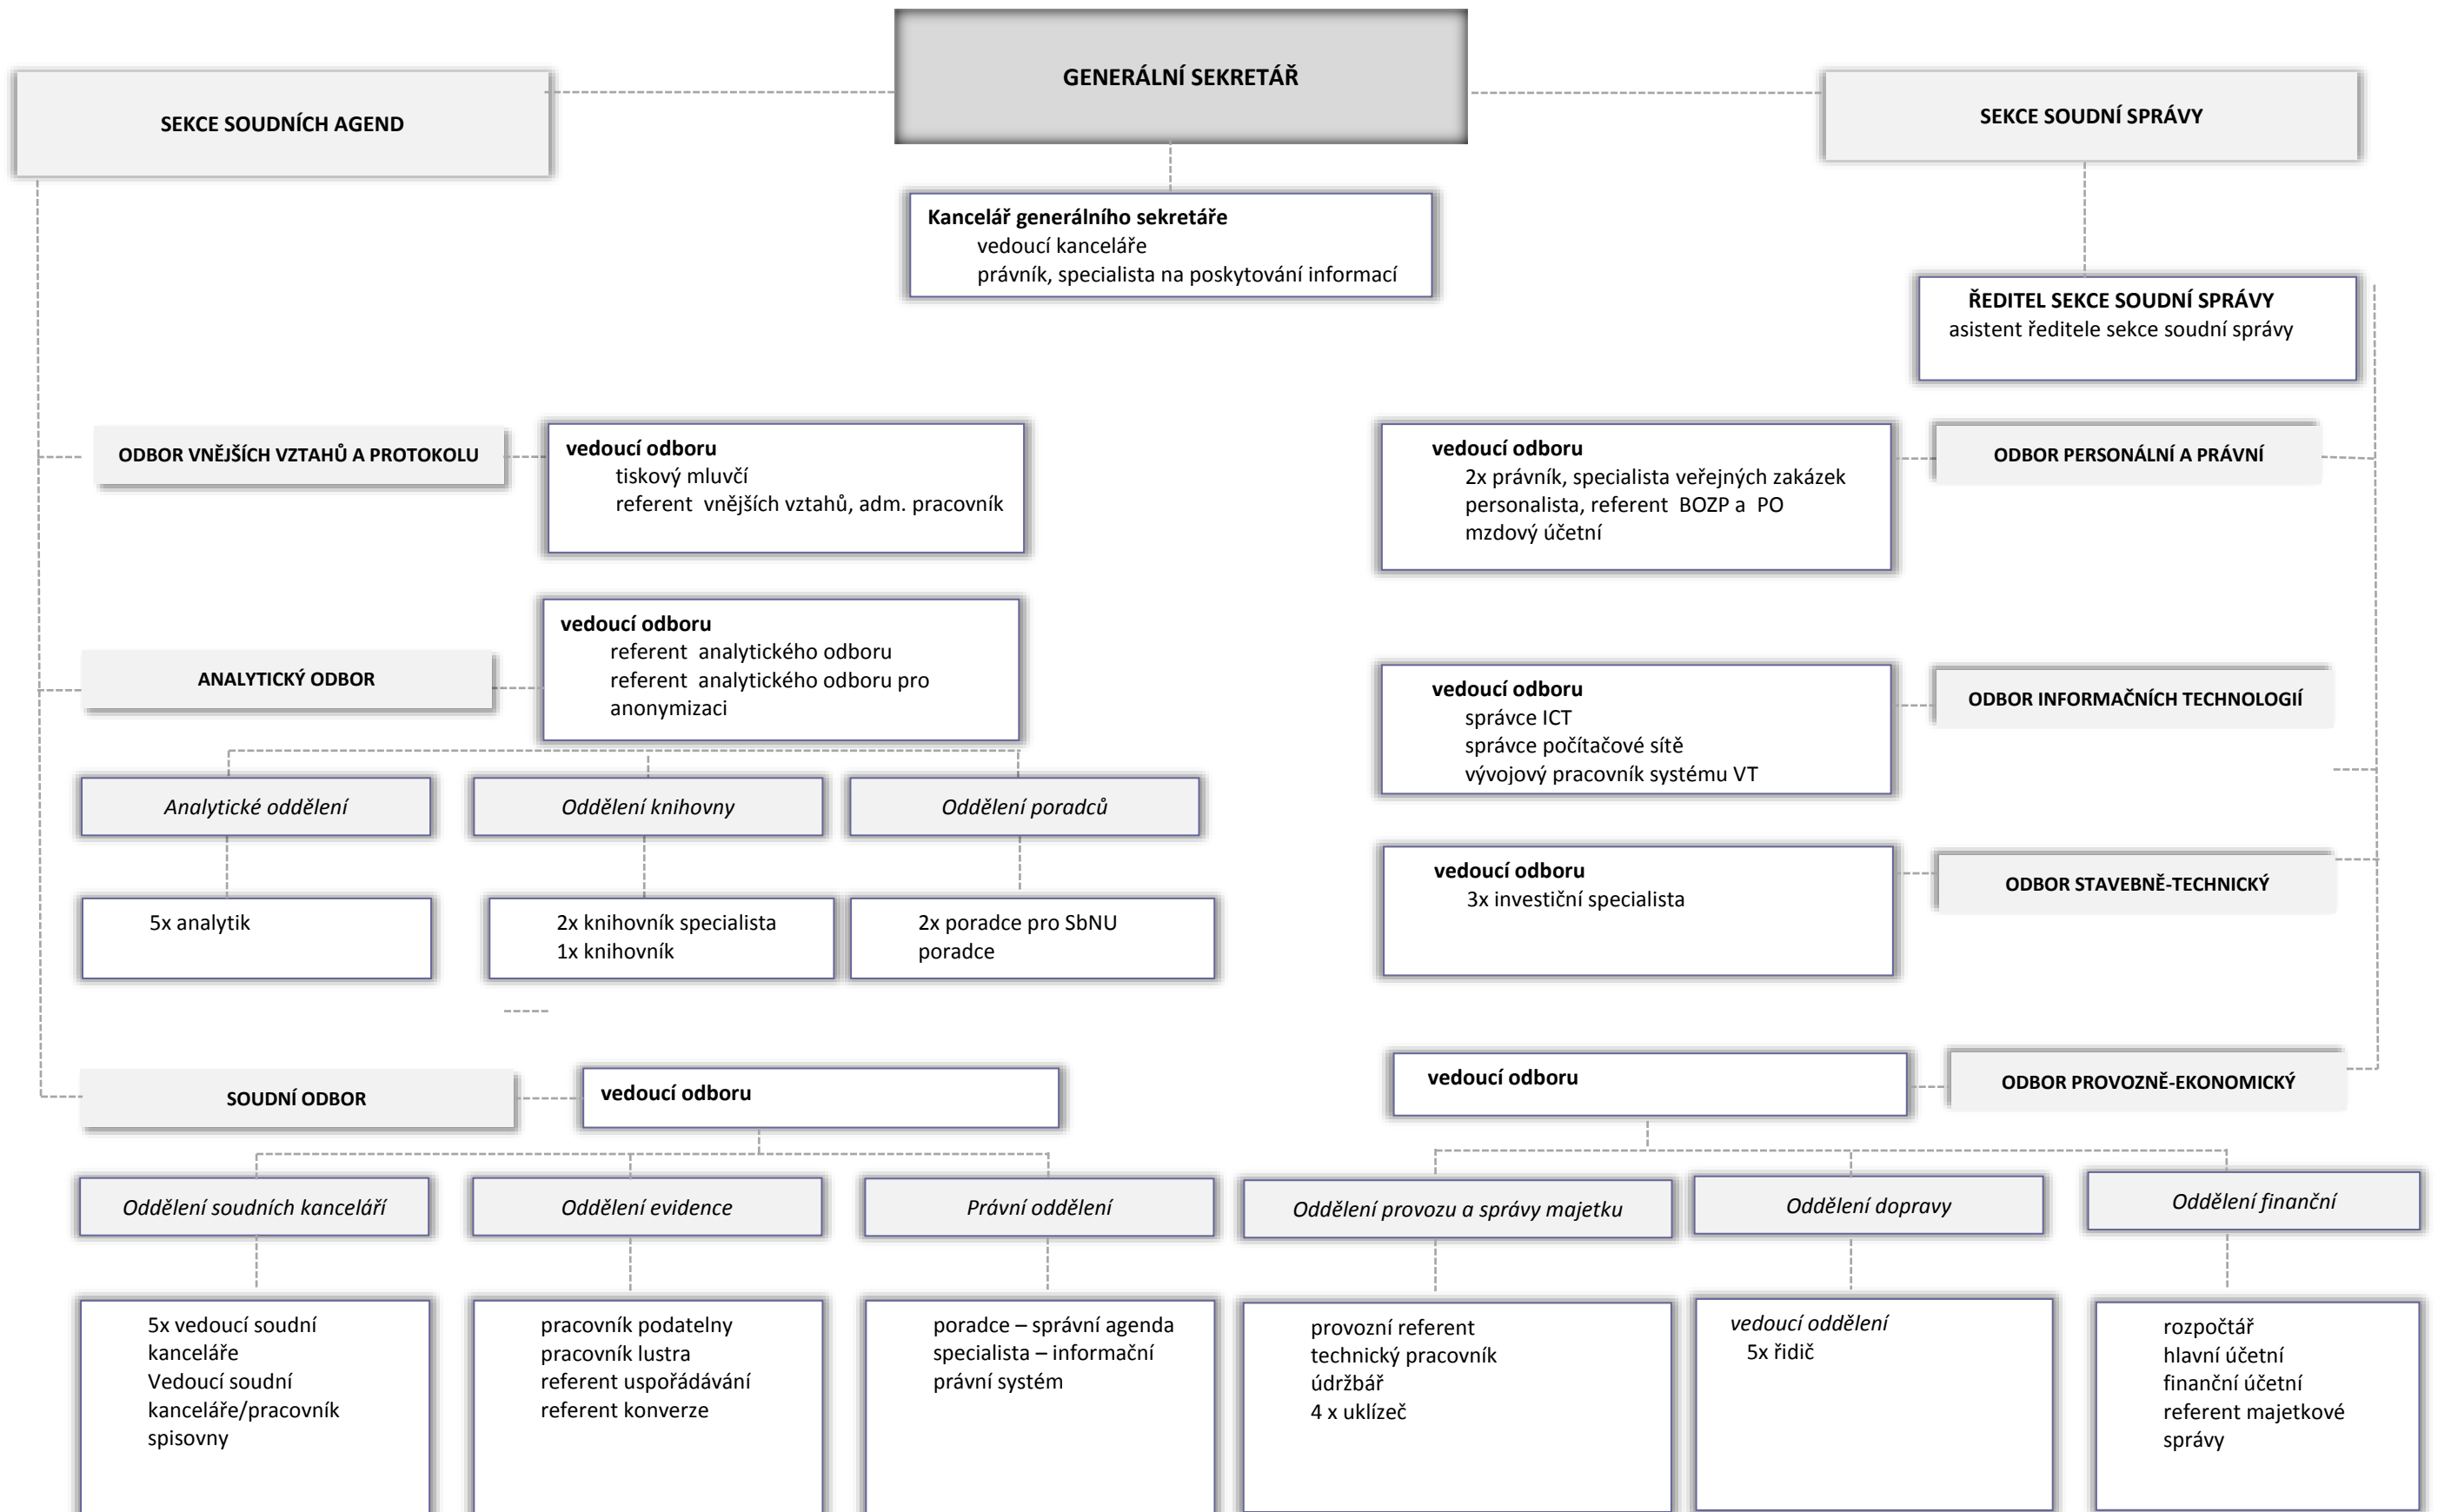 GENERÁLNÍ SEKRETÁŘ
SEKCE SOUDNÍCH AGEND
SEKCE SOUDNÍ SPRÁVY
Kancelář generálního sekretáře
vedoucí kanceláře
právník, specialista na poskytování informací
ŘEDITEL SEKCE SOUDNÍ SPRÁVY
asistent ředitele sekce soudní správy
ODBOR VNĚJŠÍCH VZTAHŮ A PROTOKOLU
vedoucí odboru
tiskový mluvčí
referent vnějších vztahů, adm. pracovník
vedoucí odboru
2x právník, specialista veřejných zakázek
personalista, referent BOZP a PO
mzdový účetní
ODBOR PERSONÁLNÍ A PRÁVNÍ
ANALYTICKÝ ODBOR
vedoucí odboru
referent analytického odboru
referent analytického odboru pro
anonymizaci
vedoucí odboru
správce ICT
správce počítačové sítě
vývojový pracovník systému VT
ODBOR INFORMAČNÍCH TECHNOLOGIÍ
Analytické oddělení
Oddělení knihovny
Oddělení poradců
5x analytik
2x knihovník specialista
1x knihovník
2x poradce pro SbNU
poradce
vedoucí odboru
3x investiční specialista
ODBOR STAVEBNĚ-TECHNICKÝ
SOUDNÍ ODBOR
vedoucí odboru
vedoucí odboru
ODBOR PROVOZNĚ-EKONOMICKÝ
Oddělení soudních kanceláří
Oddělení evidence
Právní oddělení
Oddělení provozu a správy majetku
Oddělení dopravy
Oddělení finanční
5x vedoucí soudní
kanceláře
Vedoucí soudní
kanceláře/pracovník
spisovny
pracovník podatelny
pracovník lustra
referent uspořádávání
referent konverze
poradce – správní agenda
specialista – informační
právní systém
provozní referent
technický pracovník
údržbář
4 x uklízeč
vedoucí oddělení
5x řidič
rozpočtář
hlavní účetní
finanční účetní
referent majetkové
správy